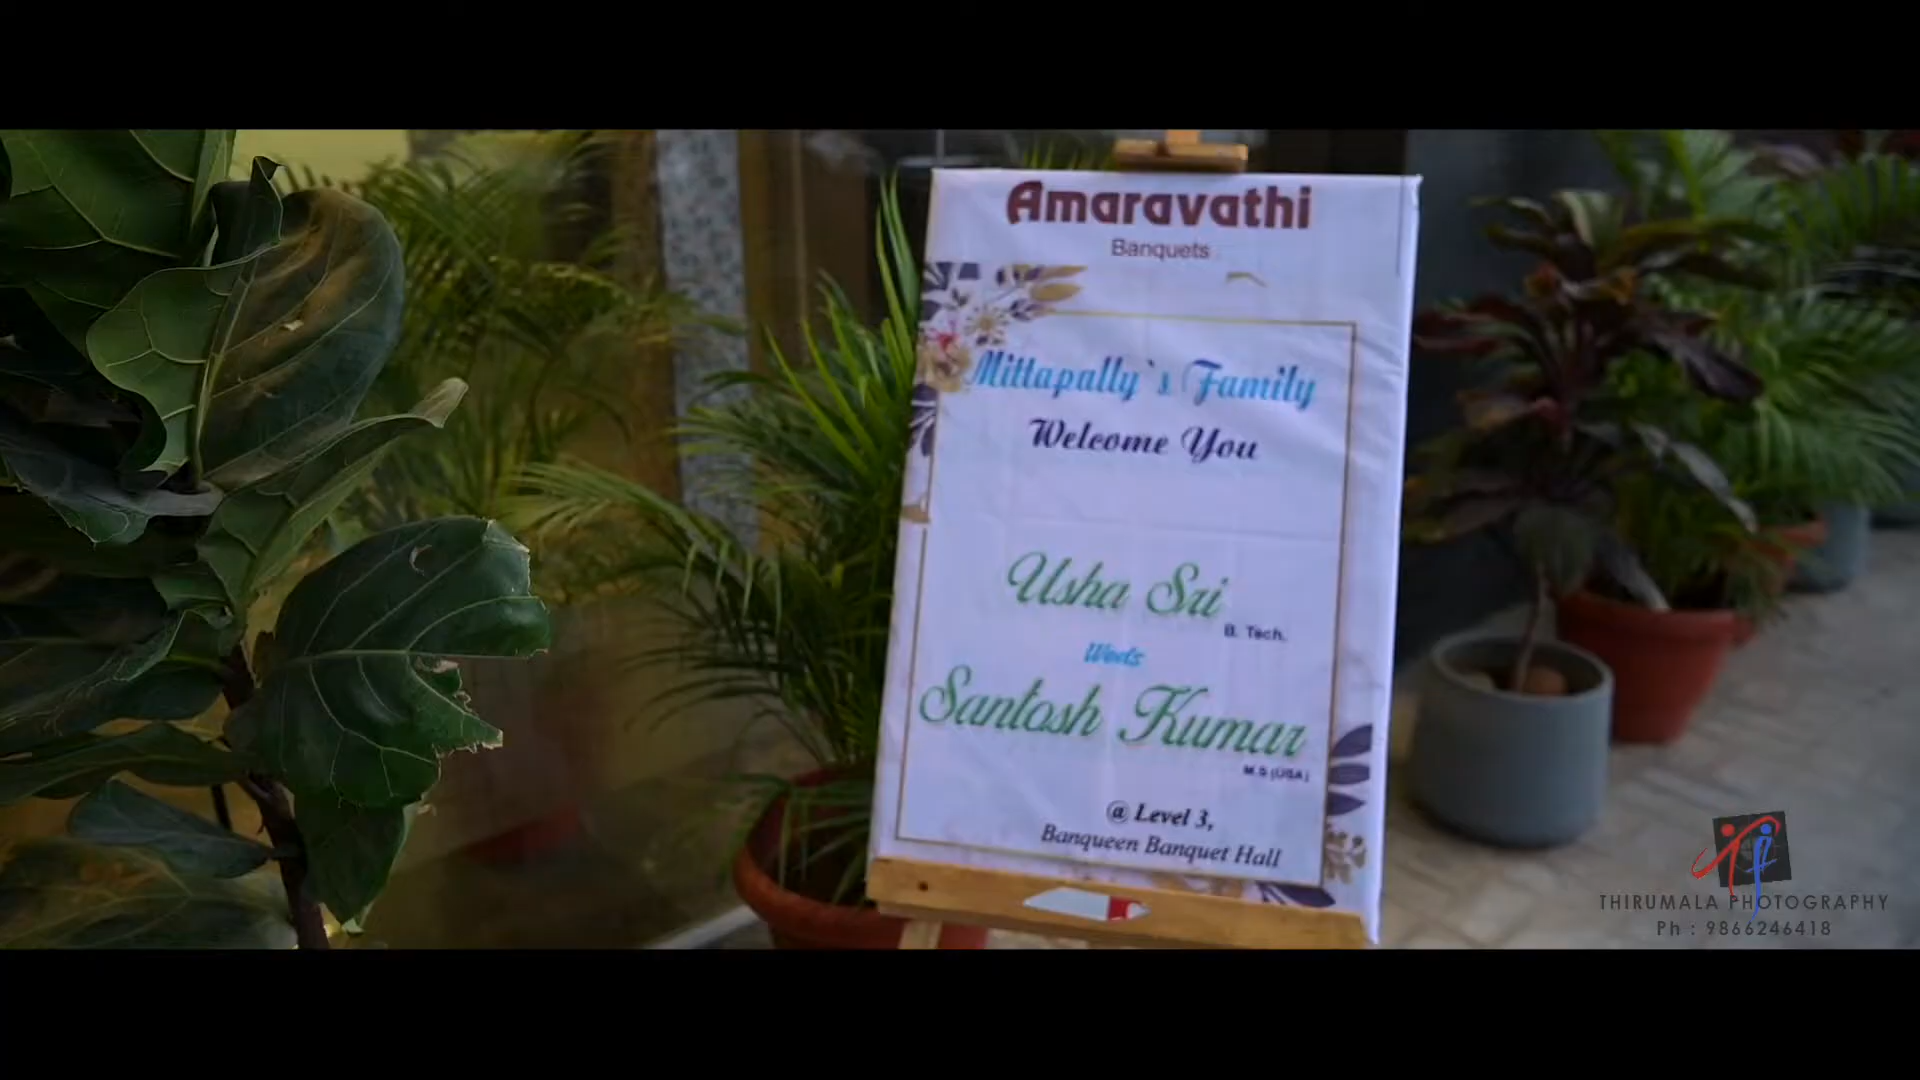 Amaravathi
Banquets
Mittapally`s Family
Welcome You
Usha Sri
B. Tech.
Weds
Santosh Kumar
M.S (USA)
@ Level 3,
Banqueen Banquet Hall
THIRUMALA PHOTOGRAPHY
Ph : 9866246418